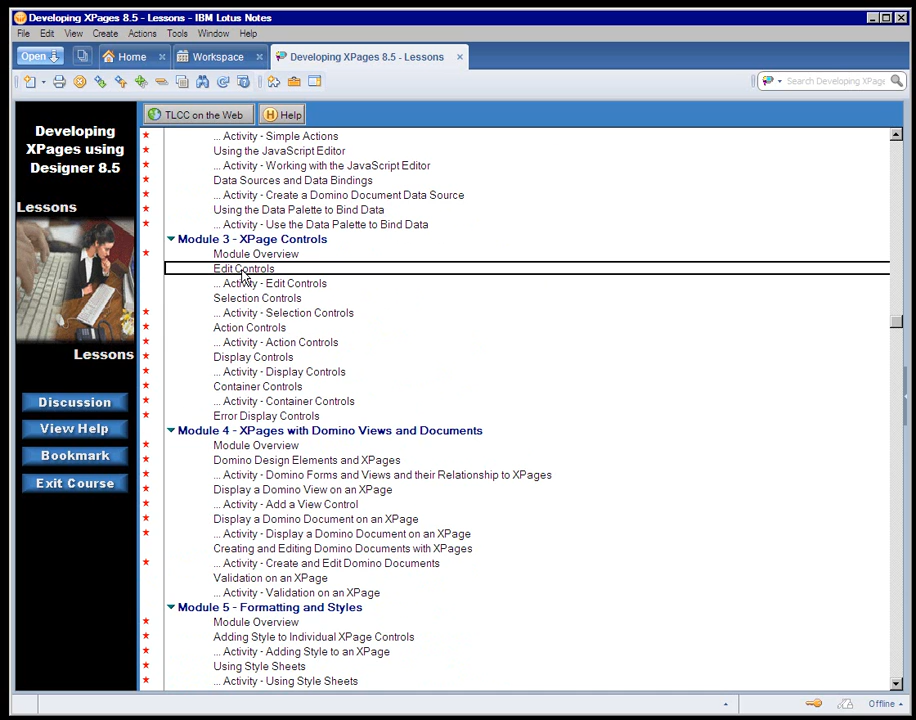 Developing XPages 8.5 - Lessons - IBM Lotus Notes
File Edit View Create Actions Tools Window Help
Open Home Workspace Developing XPages 8.5 - Lessons
Search Developing XPage
TLCC on the Web Help
Developing
XPages using
Designer 8.5
Lessons
Lessons
Discussion
View Help
Bookmark
Exit Course
... Activity - Simple Actions
Using the JavaScript Editor
... Activity - Working with the JavaScript Editor
Data Sources and Data Bindings
... Activity - Create a Domino Document Data Source
Using the Data Palette to Bind Data
... Activity - Use the Data Palette to Bind Data
Module 3 - XPage Controls
Module Overview
Edit Controls
... Activity - Edit Controls
Selection Controls
... Activity - Selection Controls
Action Controls
... Activity - Action Controls
Display Controls
... Activity - Display Controls
Container Controls
... Activity - Container Controls
Error Display Controls
Module 4 - XPages with Domino Views and Documents
Module Overview
Domino Design Elements and XPages
... Activity - Domino Forms and Views and their Relationship to XPages
Display a Domino View on an XPage
... Activity - Add a View Control
Display a Domino Document on an XPage
... Activity - Display a Domino Document on an XPage
Creating and Editing Domino Documents with XPages
... Activity - Create and Edit Domino Documents
Validation on an XPage
... Activity - Validation on an XPage
Module 5 - Formatting and Styles
Module Overview
Adding Style to Individual XPage Controls
... Activity - Adding Style to an XPage
Using Style Sheets
... Activity - Using Style Sheets
Offline